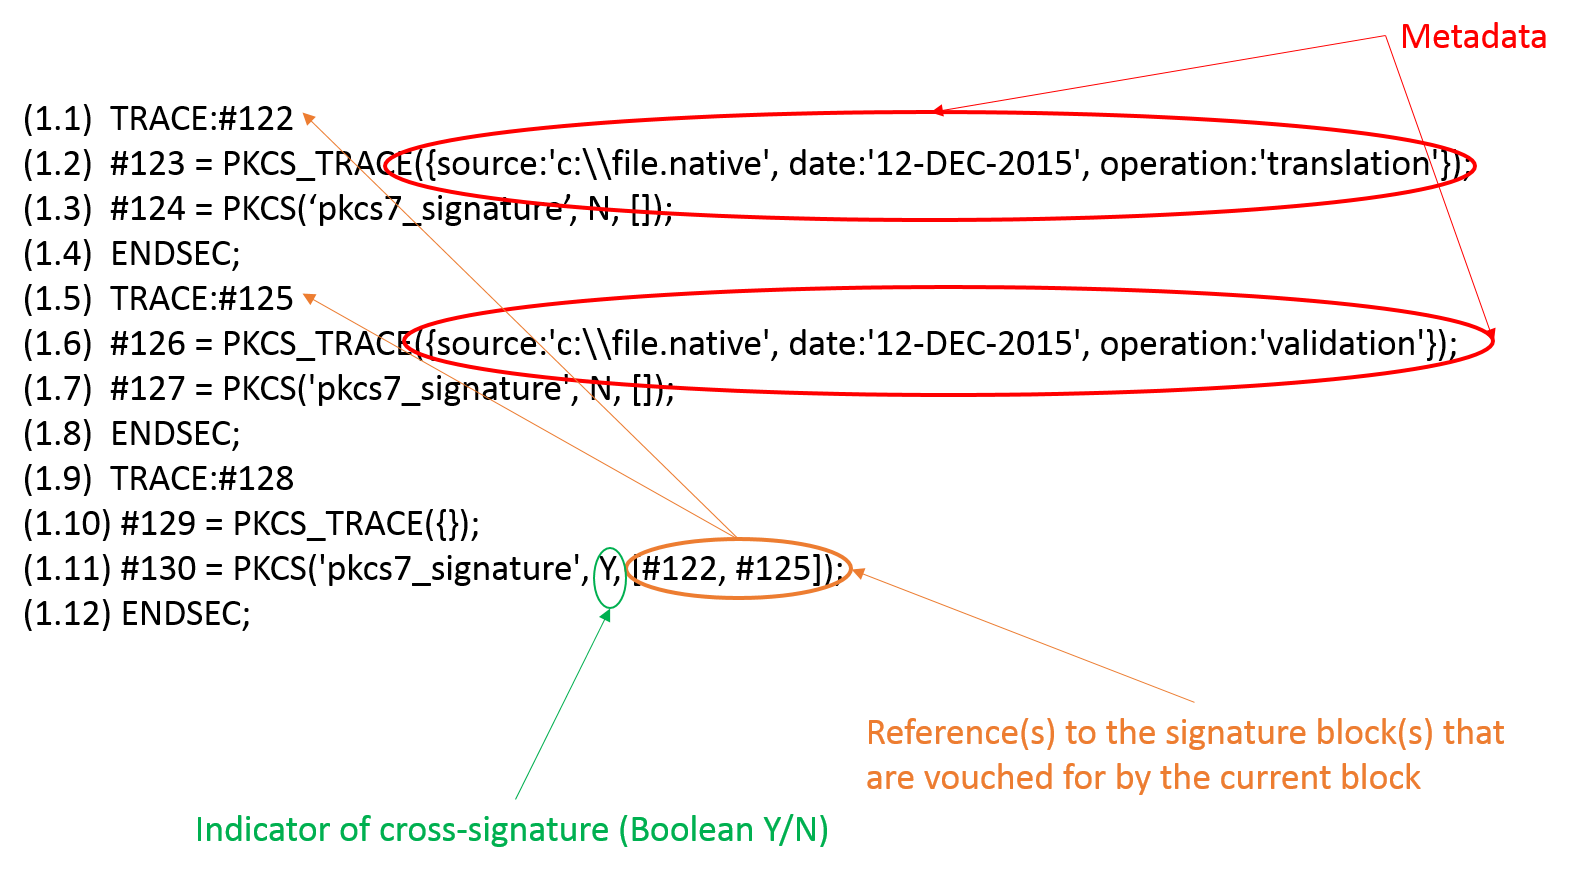 Metadata
(1.1) TRACE:#122
(1.2) #123 = PKCS_TRACE({source:'c:\\file.native', date:'12-DEC-2015', operation:'translation'});
(1.3) #124 = PKCS(‘pkcs7_signature’, N, []);
(1.4) ENDSEC;
(1.5) TRACE:#125
(1.6) #126 = PKCS_TRACE({source:'c:\\file.native', date:'12-DEC-2015', operation:'validation'});
(1.7) #127 = PKCS('pkcs7_signature', N, []);
(1.8) ENDSEC;
(1.9) TRACE:#128
(1.10) #129 = PKCS_TRACE({});
(1.11) #130 = PKCS('pkcs7_signature', Y, [#122, #125]);
(1.12) ENDSEC;
Reference(s) to the signature block(s) that
are vouched for by the current block
Indicator of cross-signature (Boolean Y/N)